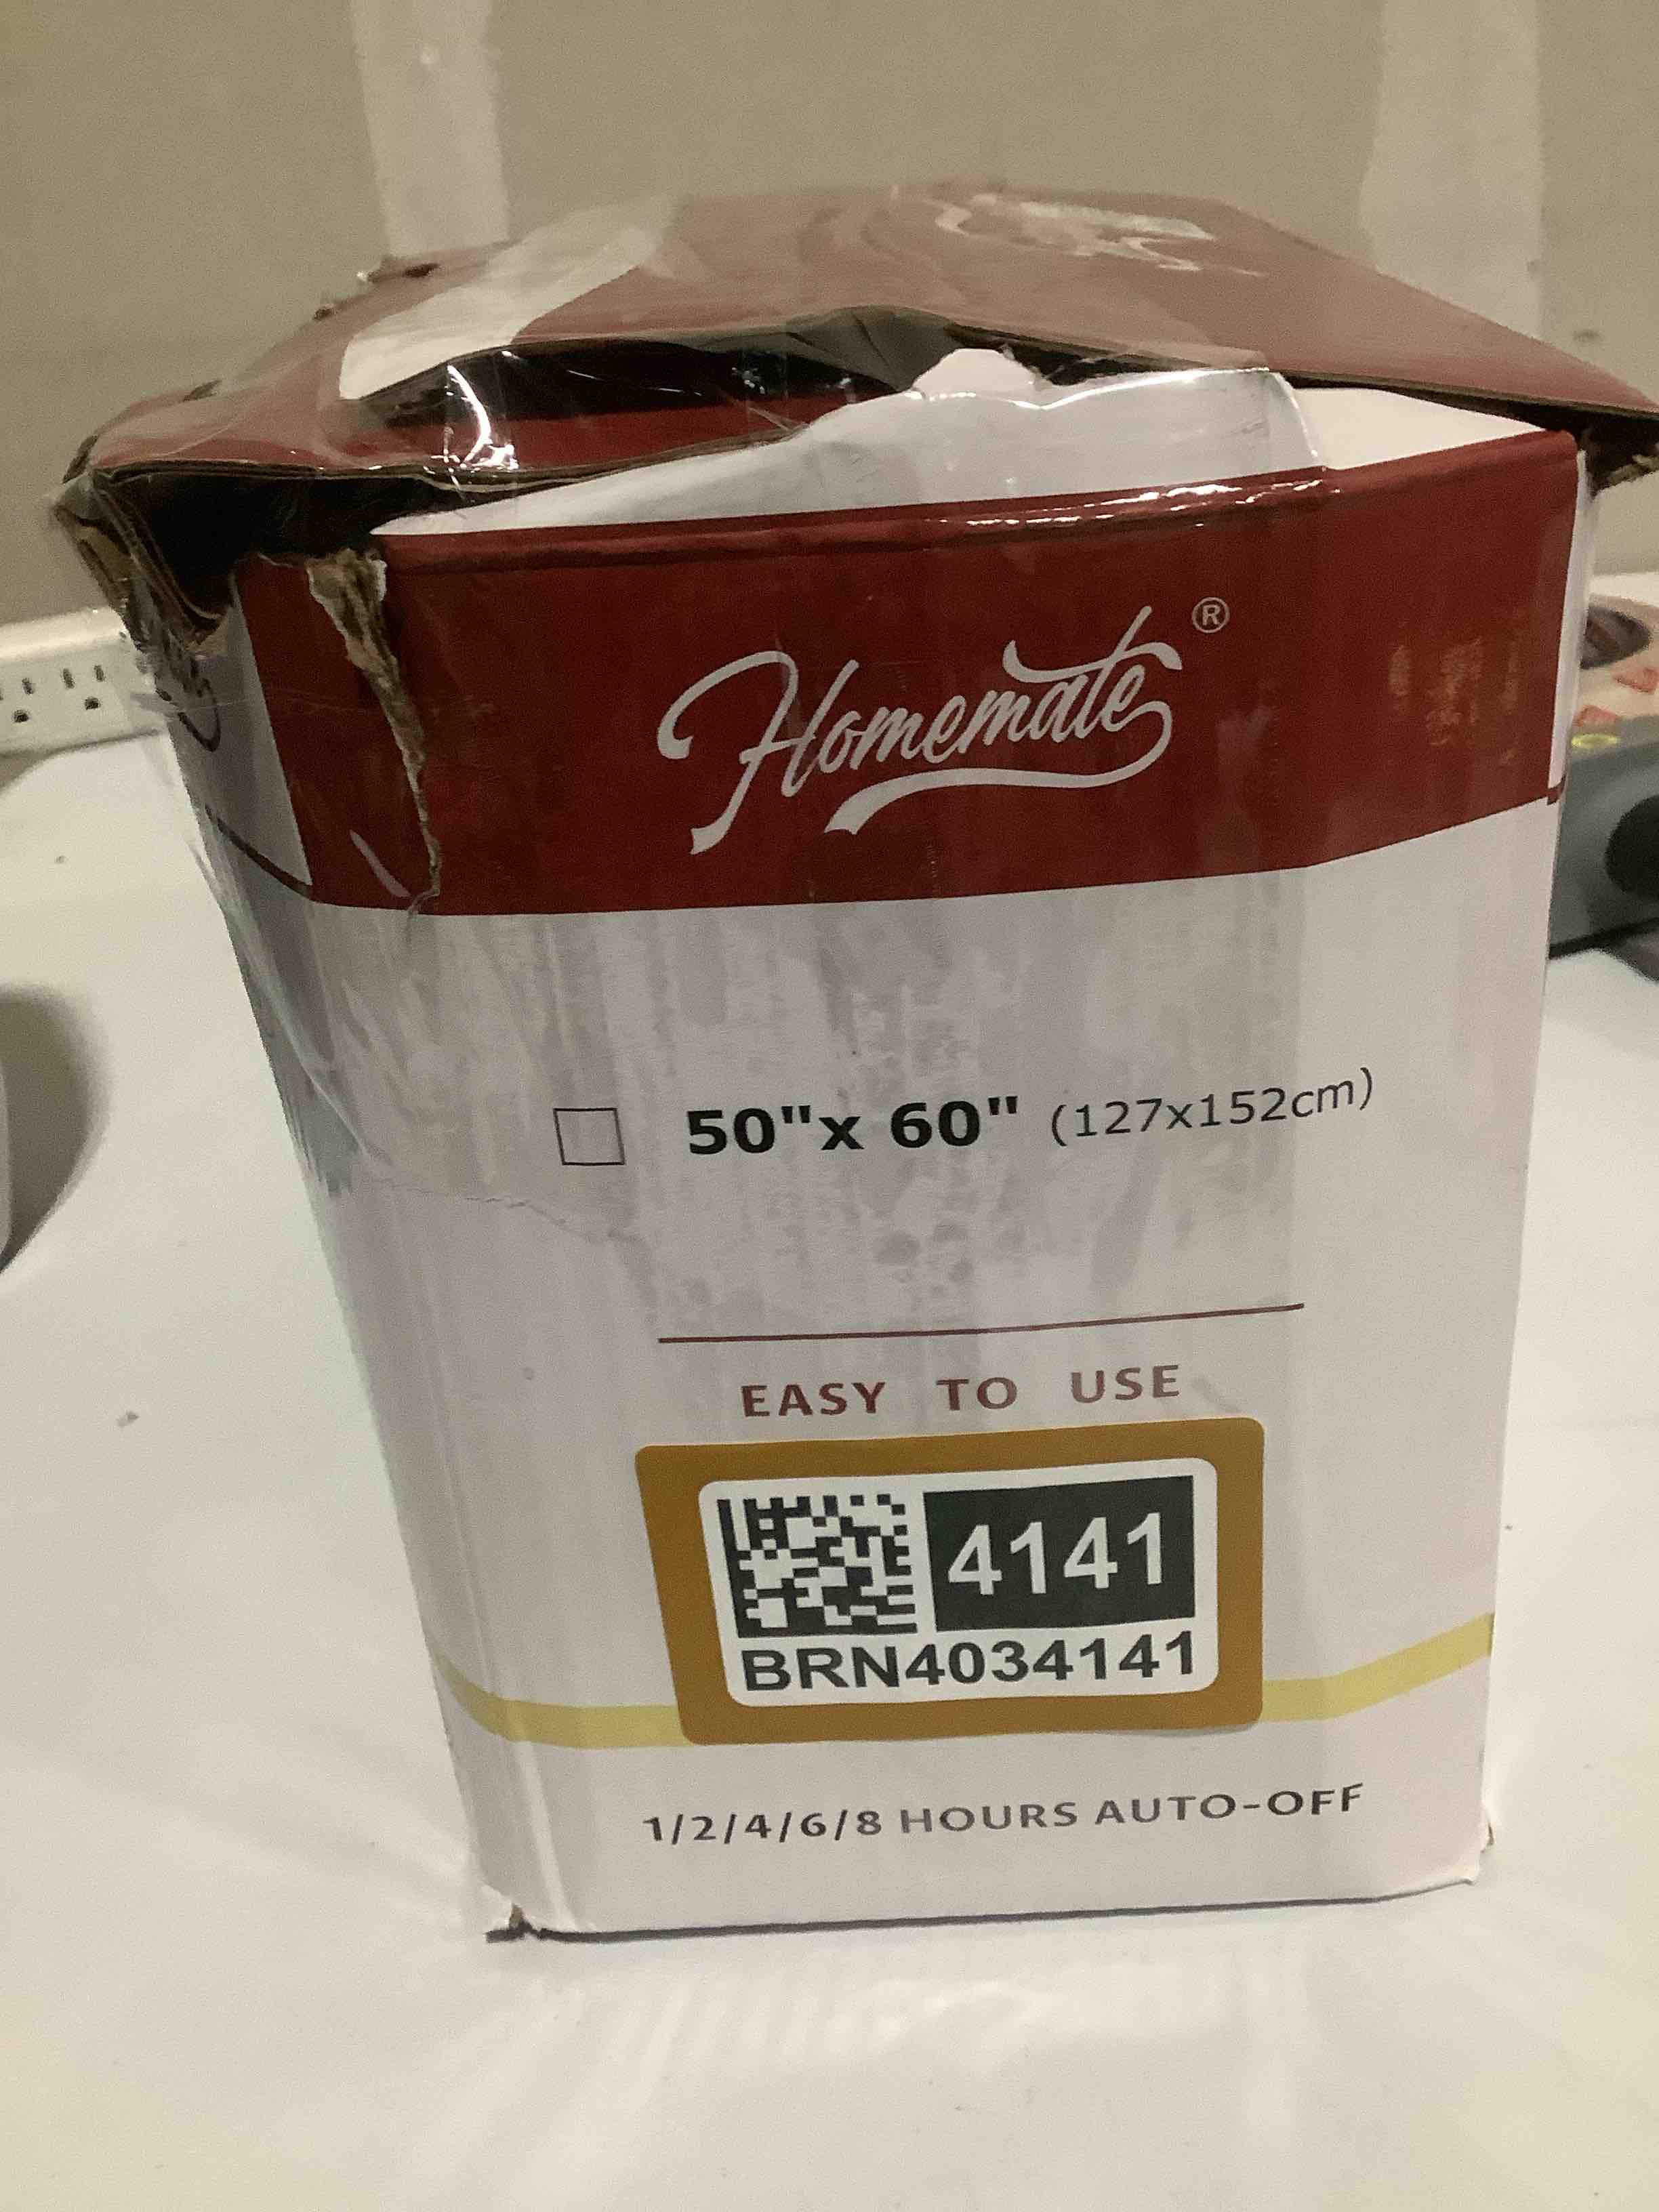 Homemate®
50"x 60" (127x152cm)
EASY TO USE
4141
BRN4034141
1/2/4/6/8 HOURS AUTO-OFF